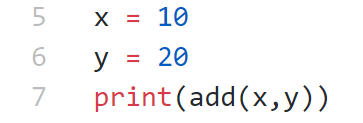 5 x = 10
6 y = 20
7 print(add(x,y))